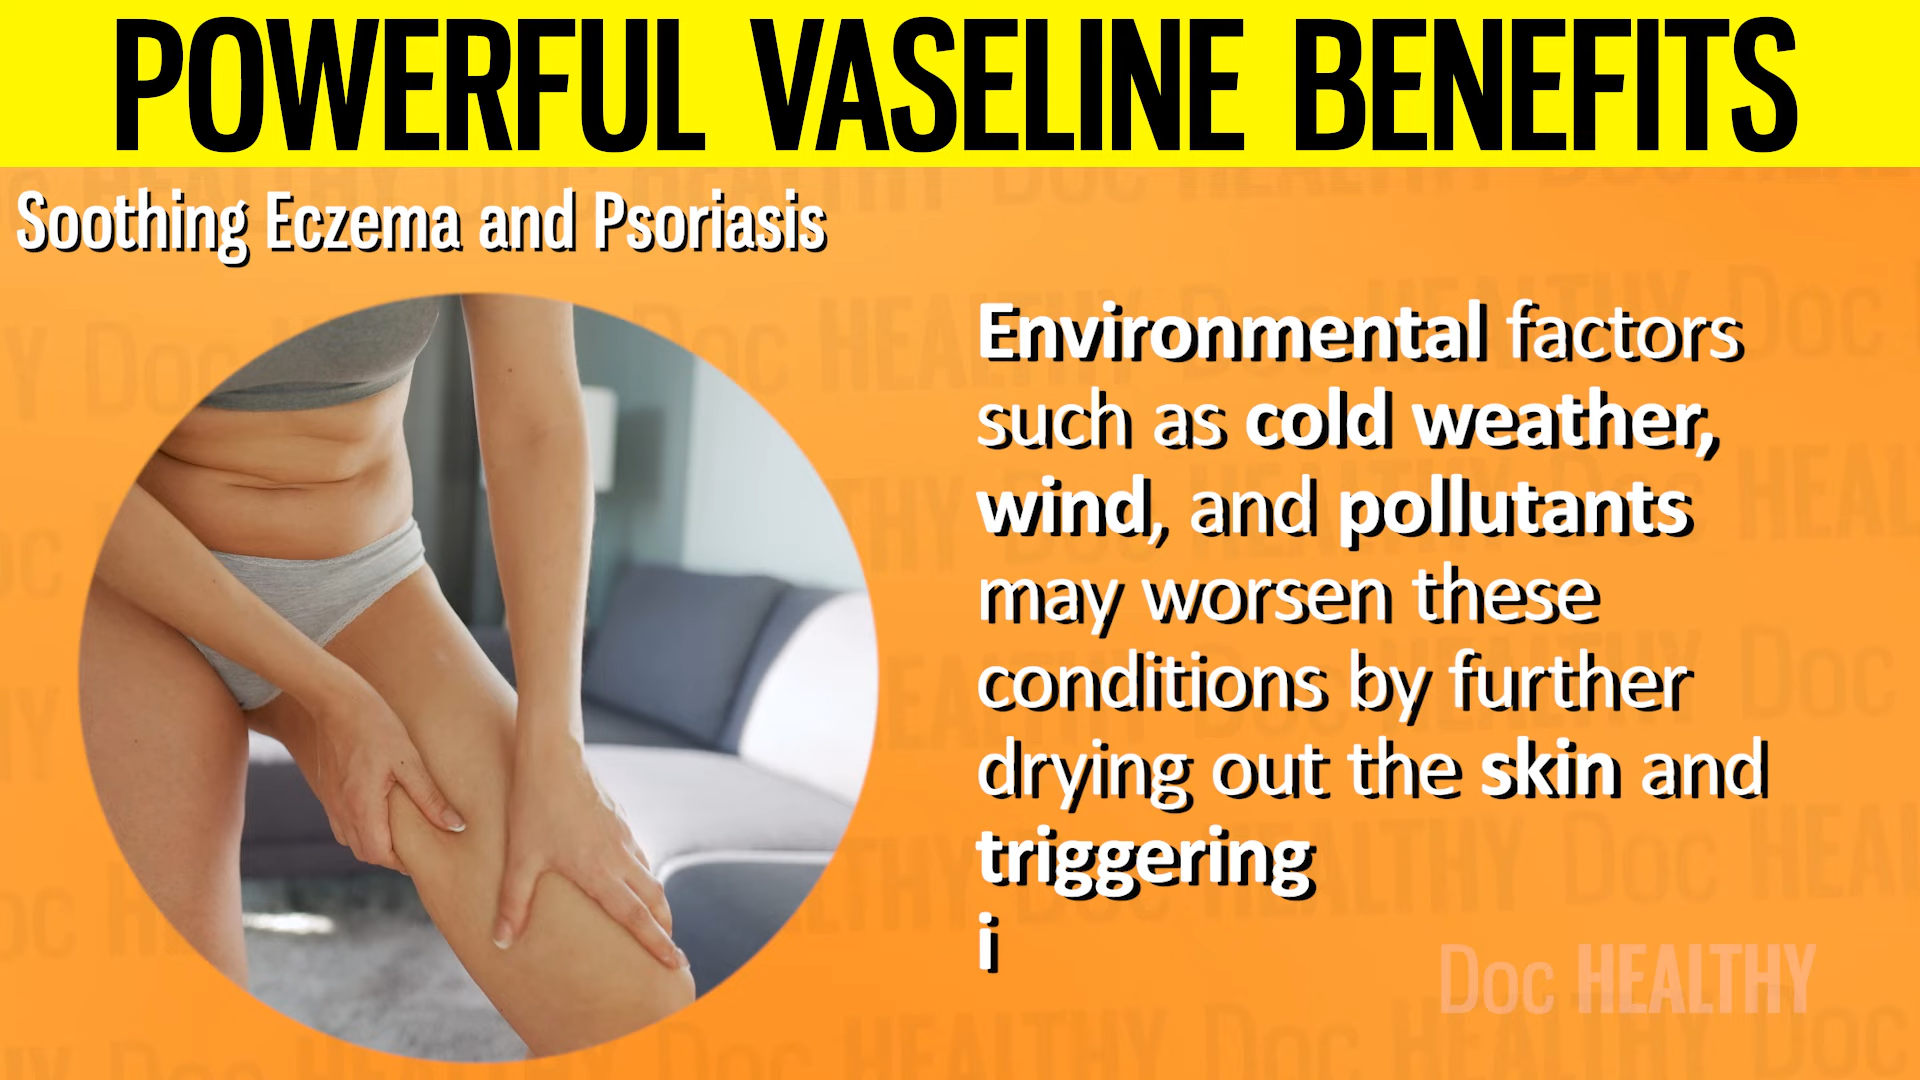 POWERFUL VASELINE BENEFITS
Soothing Eczema and Psoriasis
Environmental factors
such as cold weather,
wind, and pollutants
may worsen these
conditions by further
drying out the skin and
triggering
i
Doc HEALTHY